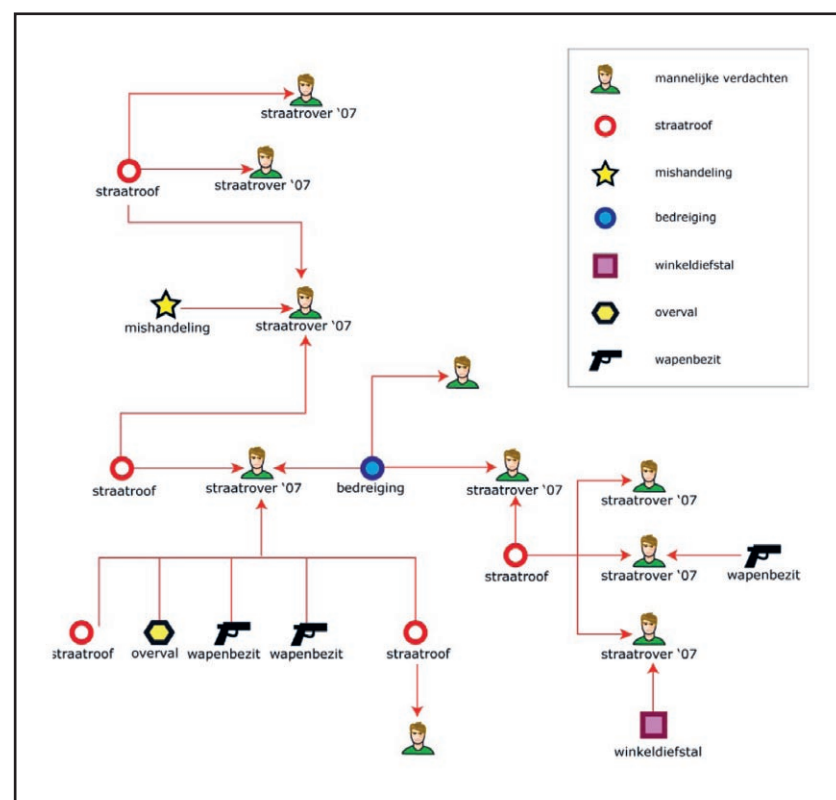 straatrover ‘07
straatroof
straatrover ‘07
mishandeling
straatrover ‘07
straatroof
straatrover ‘07
bedreiging
straatrover ‘07
straatrover ‘07
straatroof
straatrover ‘07
wapenbezit
straatroof
overval
wapenbezit
wapenbezit
straatroof
straatrover ‘07
winkeldiefstal
mannelijke verdachten
straatroof
mishandeling
bedreiging
winkeldiefstal
overval
wapenbezit